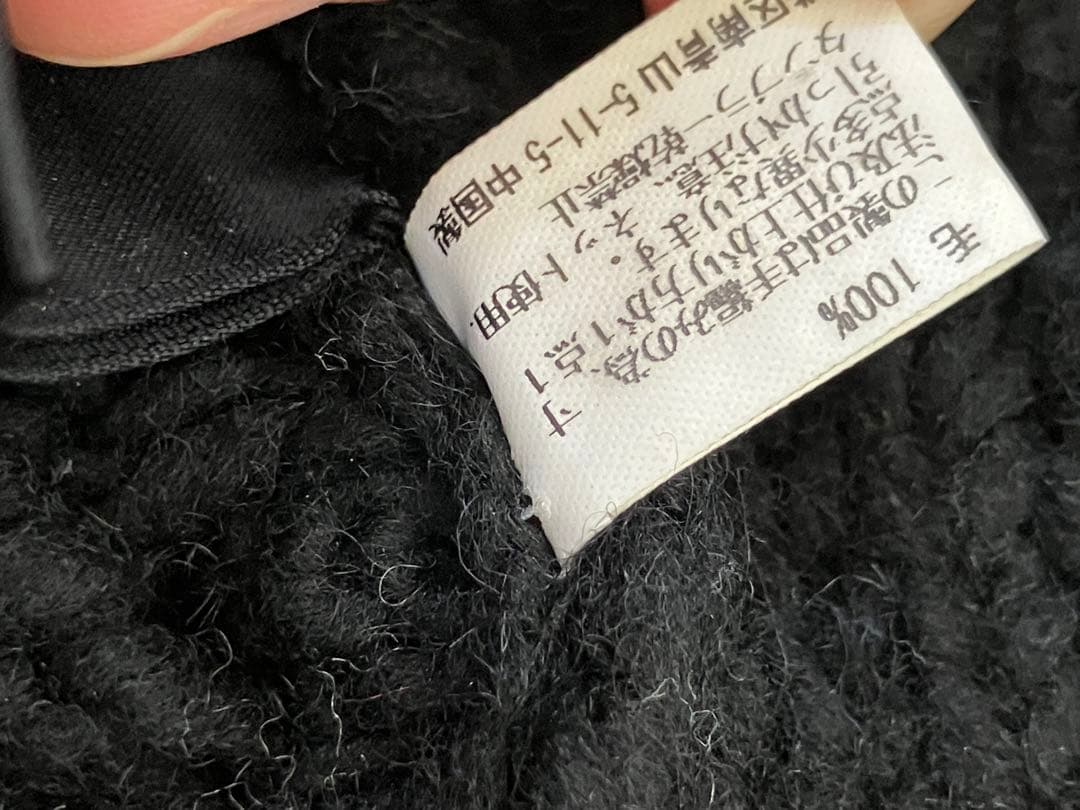 毛 100%
この製品は手編みの為、寸
法及び仕上がり方が1点1
点多少異なります。
引っかけ注意、ネット使用.
タンブラー乾燥禁止
区南青山 5-11-5 中国製